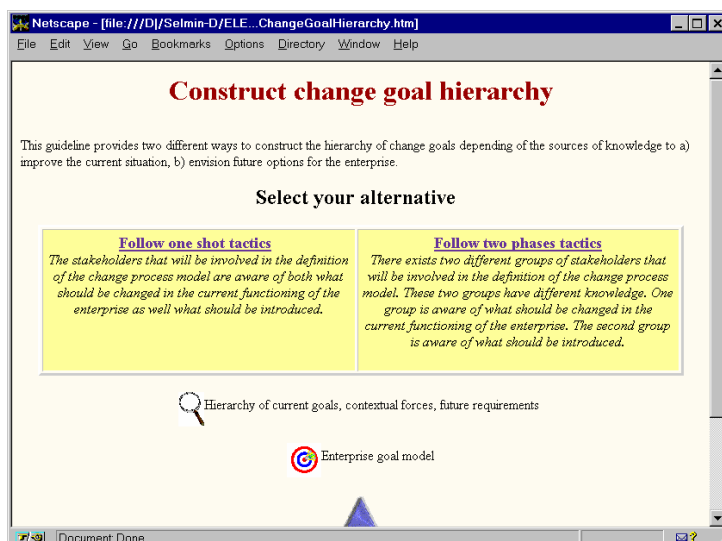 Netscape - [file:///D|/Selmin-D/ELE...ChangeGoalHierarchy.htm]
File Edit View Go Bookmarks Options Directory Window Help
Construct change goal hierarchy
This guideline provides two different ways to construct the hierarchy of change goals depending of the sources of knowledge to a)
improve the current situation, b) envision future options for the enterprise.
Select your alternative
Follow one shot tactics
The stakeholders that will be involved in the definition
of the change process model are aware of both what
should be changed in the current functioning of the
enterprise as well what should be introduced.
Follow two phases tactics
There exists two different groups of stakeholders that
will be involved in the definition of the change process
model. These two groups have different knowledge. One
group is aware of what should be changed in the
current functioning of the enterprise. The second group
is aware of what should be introduced.
Hierarchy of current goals, contextual forces, future requirements
Enterprise goal model
Document Done